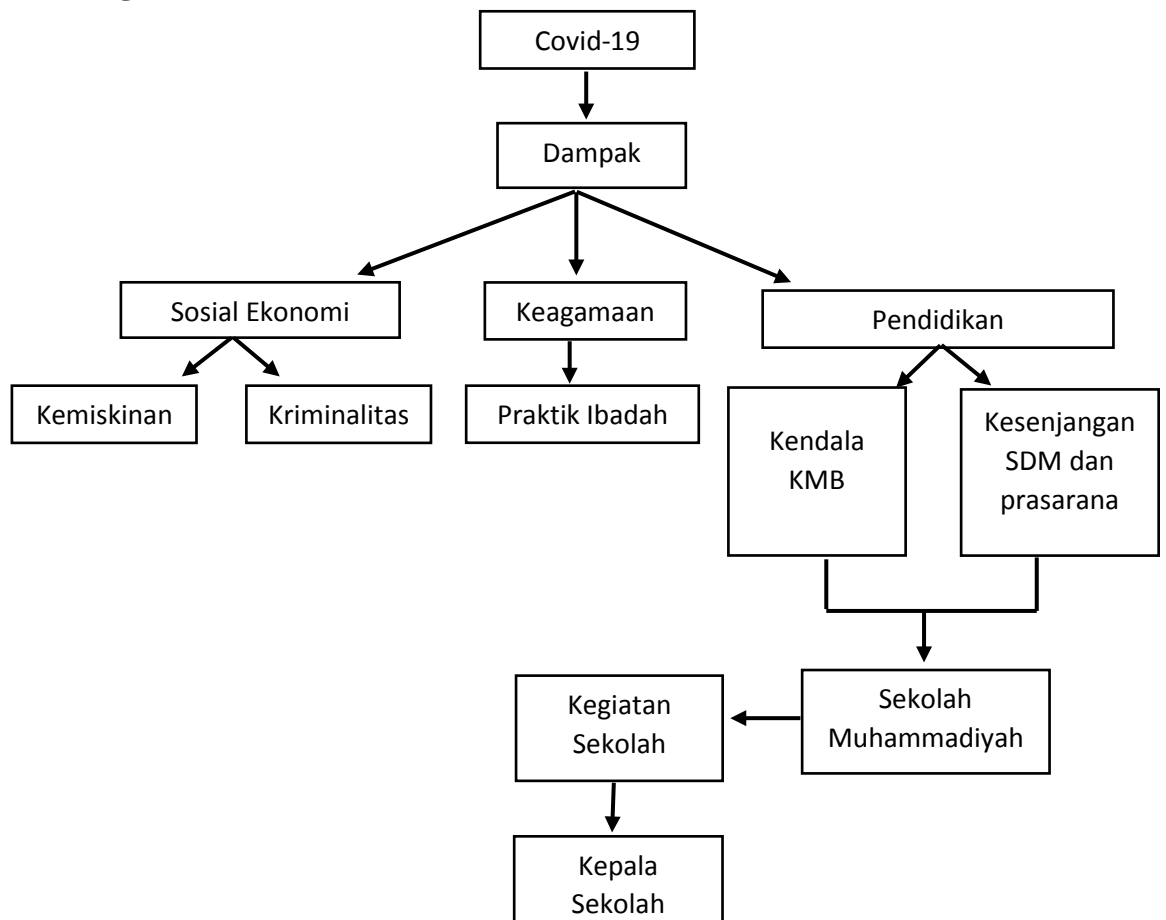 Covid-19
Dampak
Sosial Ekonomi
Keagamaan
Pendidikan
Kemiskinan
Kriminalitas
Praktik Ibadah
Kendala
KMB
Kesenjangan
SDM dan
prasarana
Kegiatan
Sekolah
Sekolah
Muhammadiyah
Kepala
Sekolah